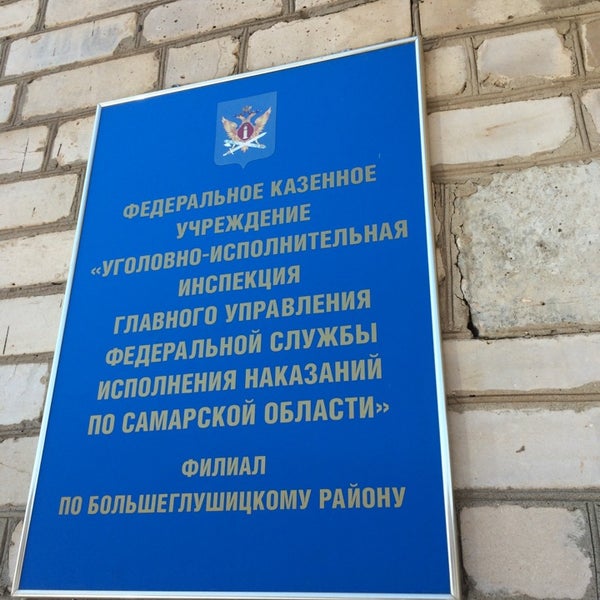 ФЕДЕРАЛЬНОЕ КАЗЕННОЕ
УЧРЕЖДЕНИЕ
«УГОЛОВНО-ИСПОЛНИТЕЛЬНАЯ
ИНСПЕКЦИЯ
ГЛАВНОГО УПРАВЛЕНИЯ
ФЕДЕРАЛЬНОЙ СЛУЖБЫ
ИСПОЛНЕНИЯ НАКАЗАНИЙ
ПО САМАРСКОЙ ОБЛАСТИ»
ФИЛИАЛ
ПО БОЛЬШЕГЛУШИЦКОМУ РАЙОНУ